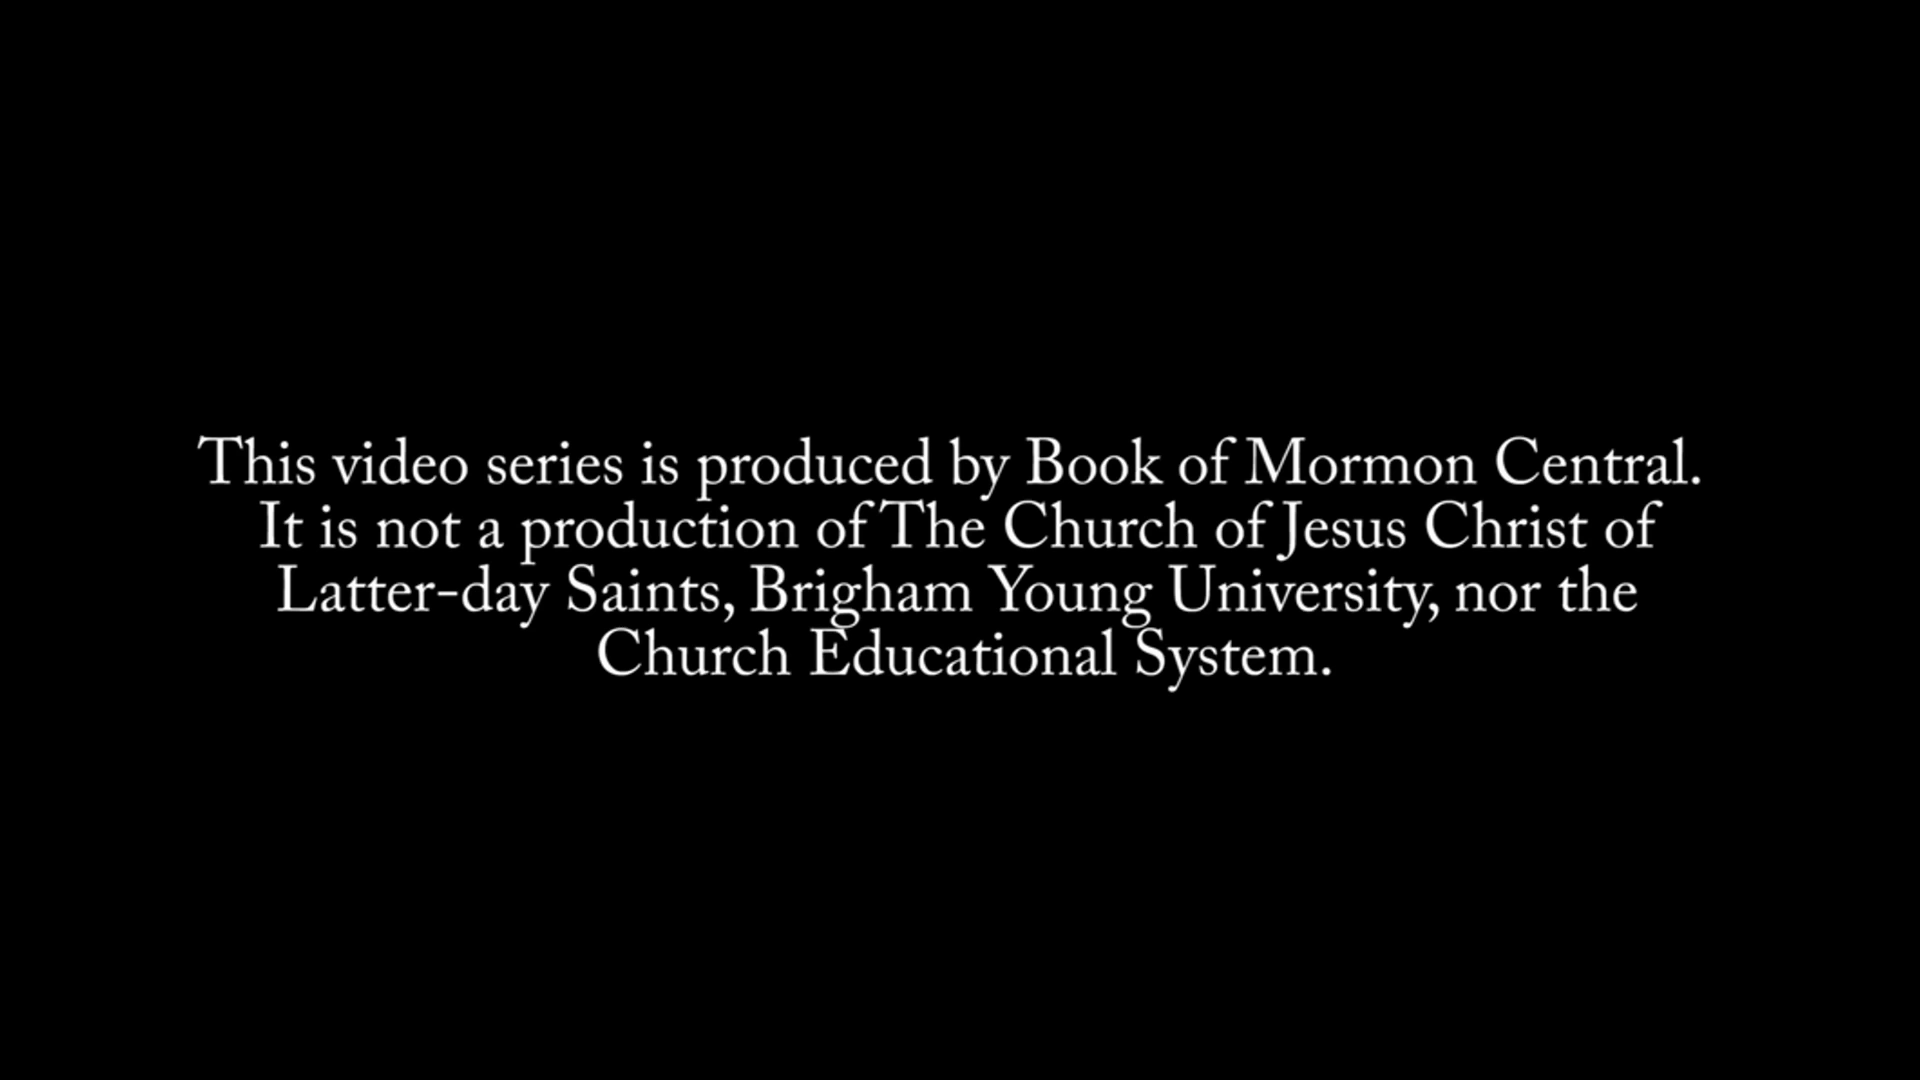 This video series is produced by Book of Mormon Central.
It is not a production of The Church of Jesus Christ of
Latter-day Saints, Brigham Young University, nor the
Church Educational System.